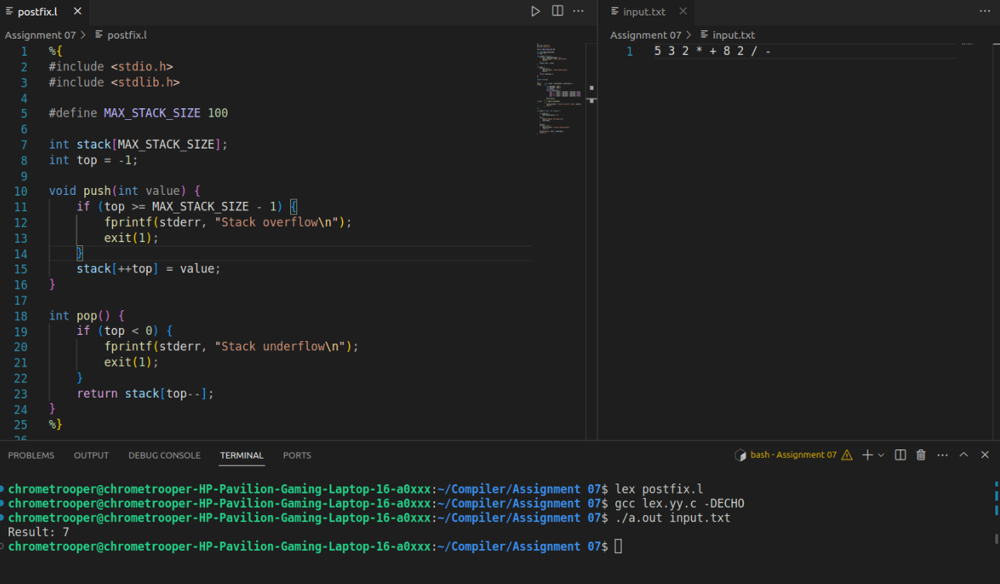 postfix.l
Assignment 07 > postfix.l
1 %{
2 #include <stdio.h>
3 #include <stdlib.h>
4
5 #define MAX_STACK_SIZE 100
6
7 int stack[MAX_STACK_SIZE];
8 int top = -1;
9
10 void push(int value) {
11     if (top >= MAX_STACK_SIZE - 1) {
12         fprintf(stderr, "Stack overflow\n");
13         exit(1);
14     }
15     stack[++top] = value;
16 }
17
18 int pop() {
19     if (top < 0) {
20         fprintf(stderr, "Stack underflow\n");
21         exit(1);
22     }
23     return stack[top--];
24 }
25 %}
26
input.txt
Assignment 07 > input.txt
1 5 3 2 * + 8 2 / -
PROBLEMS OUTPUT DEBUG CONSOLE TERMINAL PORTS
bash - Assignment 07
chrometrooper@chrometrooper-HP-Pavilion-Gaming-Laptop-16-a0xxx:~/Compiler/Assignment 07$ lex postfix.l
chrometrooper@chrometrooper-HP-Pavilion-Gaming-Laptop-16-a0xxx:~/Compiler/Assignment 07$ gcc lex.yy.c -DECHO
chrometrooper@chrometrooper-HP-Pavilion-Gaming-Laptop-16-a0xxx:~/Compiler/Assignment 07$ ./a.out input.txt
Result: 7
chrometrooper@chrometrooper-HP-Pavilion-Gaming-Laptop-16-a0xxx:~/Compiler/Assignment 07$